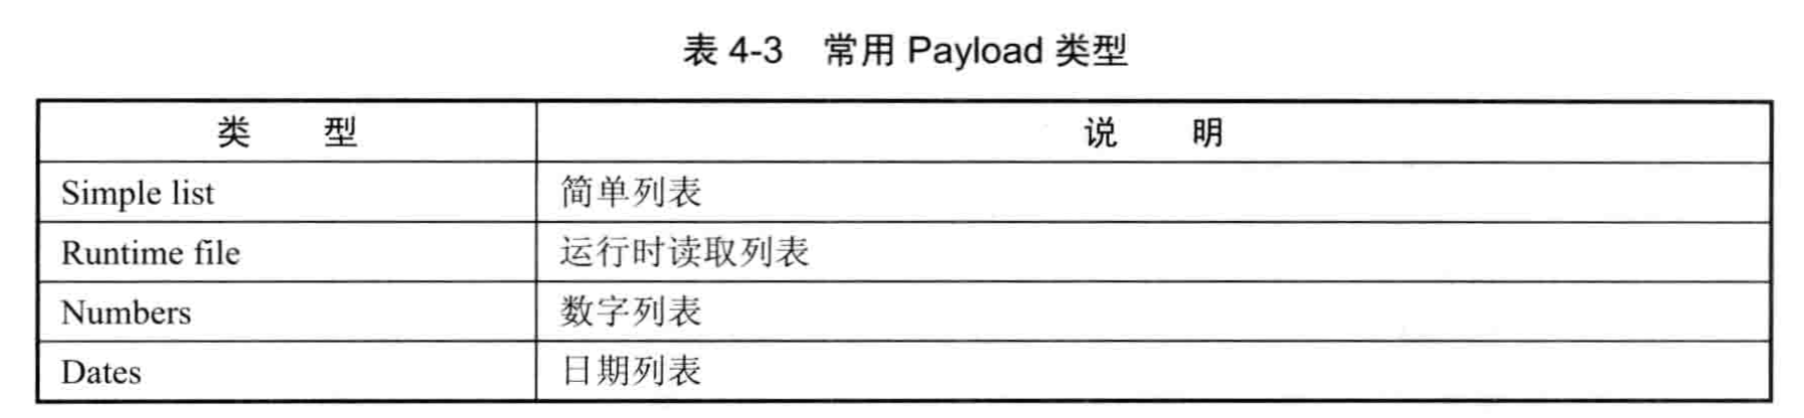 表 4-3 常用 Payload 类型
类 型 说 明
Simple list 简单列表
Runtime file 运行时读取列表
Numbers 数字列表
Dates 日期列表